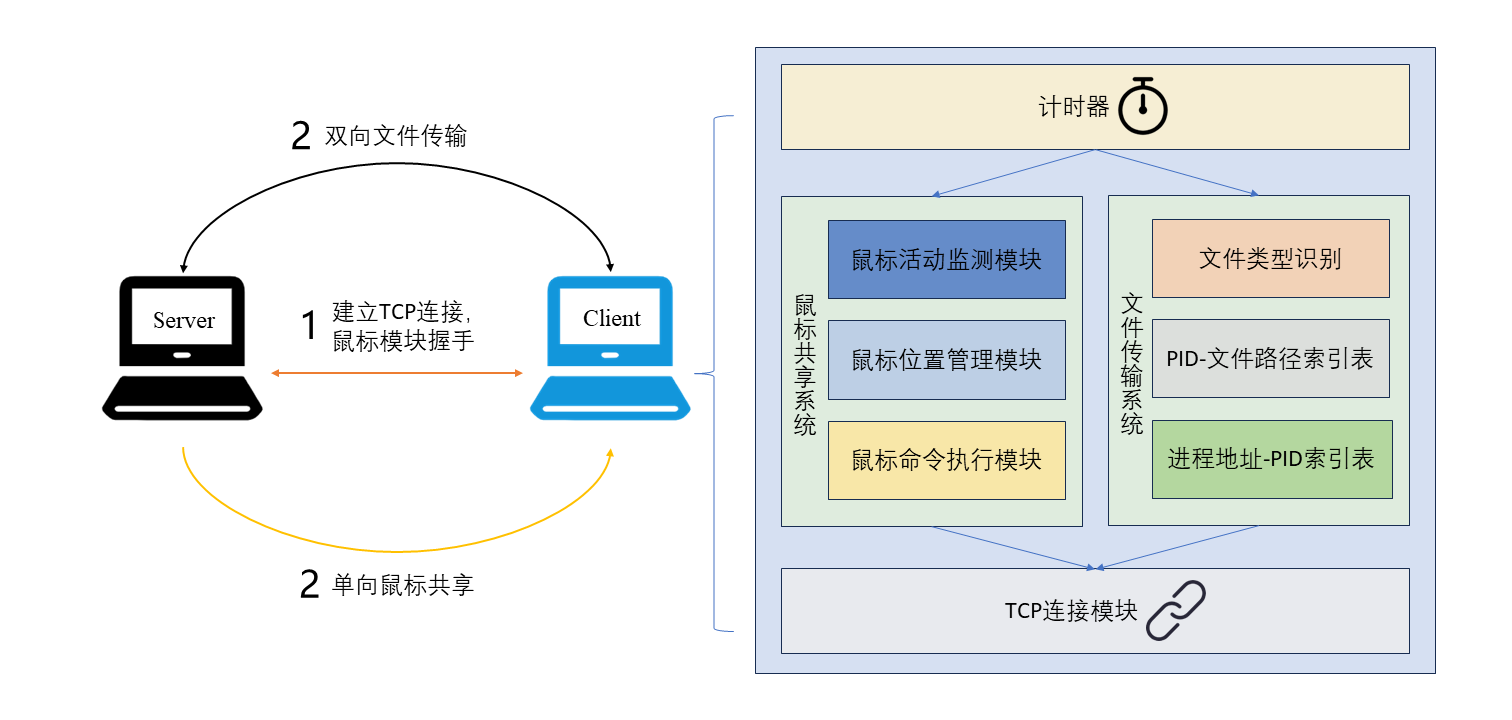 2 双向文件传输
Server
1 建立TCP连接,
鼠标模块握手
Client
2 单向鼠标共享
计时器
鼠标共享系统
鼠标活动监测模块
鼠标位置管理模块
鼠标命令执行模块
文件传输系统
文件类型识别
PID-文件路径索引表
进程地址-PID索引表
TCP连接模块